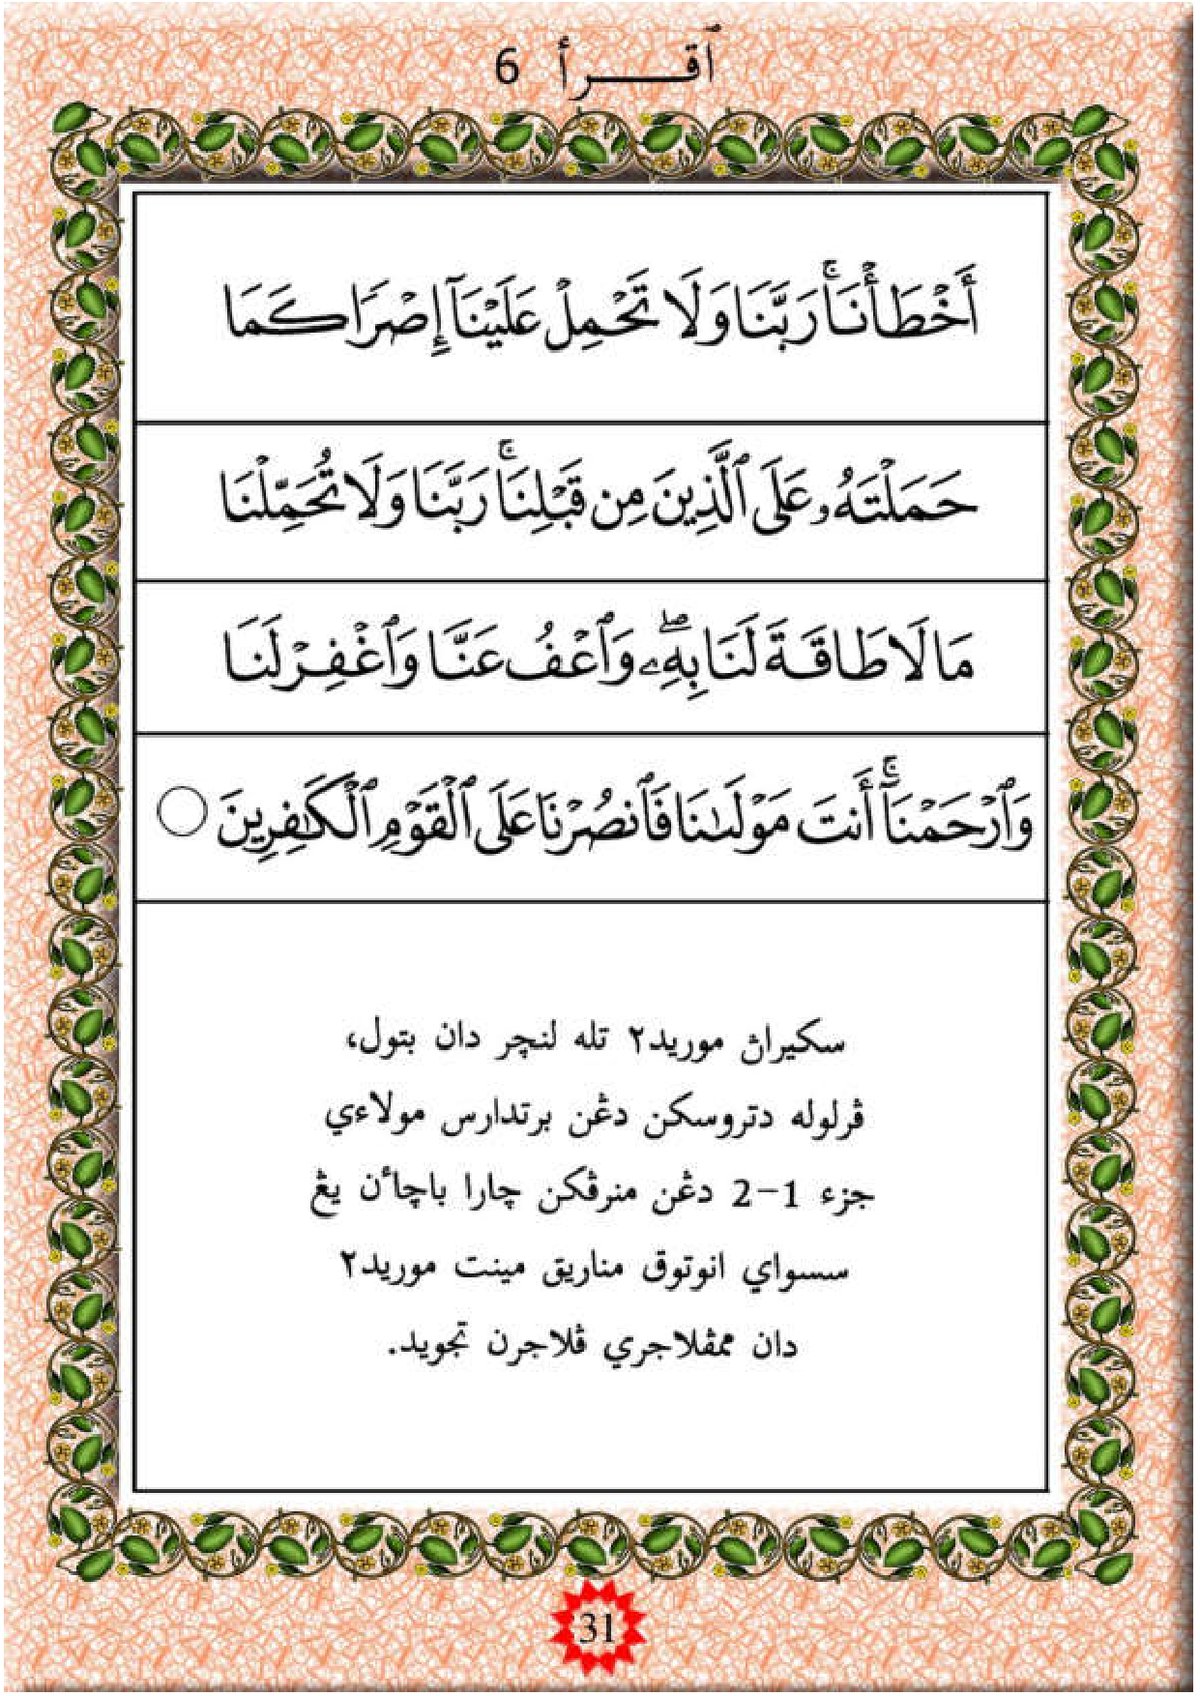 ٱقـــرأ 6
أَخْطَأْنَاۚ رَبَّنَا وَلَا تَحْمِلْ عَلَيْنَآ إِصْرًا كَمَا
حَمَلْتَهُۥ عَلَى ٱلَّذِينَ مِن قَبْلِنَاۚ رَبَّنَا وَلَا تُحَمِّلْنَا
مَا لَا طَاقَةَ لَنَا بِهِۦۖ وَٱعْفُ عَنَّا وَٱغْفِرْ لَنَا
وَٱرْحَمْنَآۚ أَنتَ مَوْلَىٰنَا فَٱنصُرْنَا عَلَى ٱلْقَوْمِ ٱلْكَـٰفِرِينَ ○
سكيراڽ موريد٢ تله لنچر دان بتول،
ڤرلوله دتروسكن دڠن برتدارس مولاءي
جزء 1–2 دڠن منرڤكن چارا باچاٴن يڠ
سسواي انوتوق مناريق مينت موريد٢
دان ممڤلاجري ڤلاجرن تجويد.
31